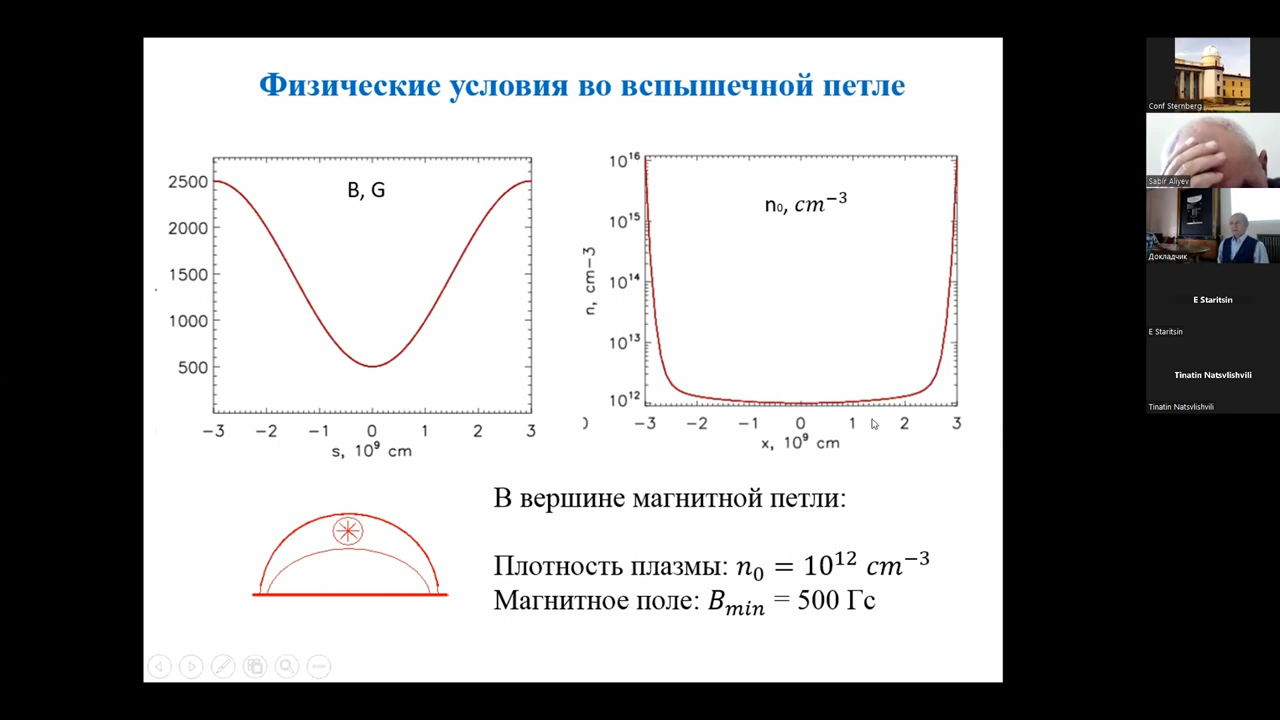 Физические условия во вспышечной петле
B, G
2500
2000
1500
1000
500
−3 −2 −1 0 1 2 3
s, 10⁹ cm
n₀, cm⁻³
n, cm−3
10¹⁶
10¹⁵
10¹⁴
10¹³
10¹²
−3 −2 −1 0 1 2 3
x, 10⁹ cm
В вершине магнитной петли:
Плотность плазмы: n₀ = 10¹² cm⁻³
Магнитное поле: Bₘᵢₙ = 500 Гс
Conf Sternberg
Sabir Aliyev
Докладчик
E Staritsin
E Staritsin
Tinatin Natsvlishvili
Tinatin Natsvlishvili